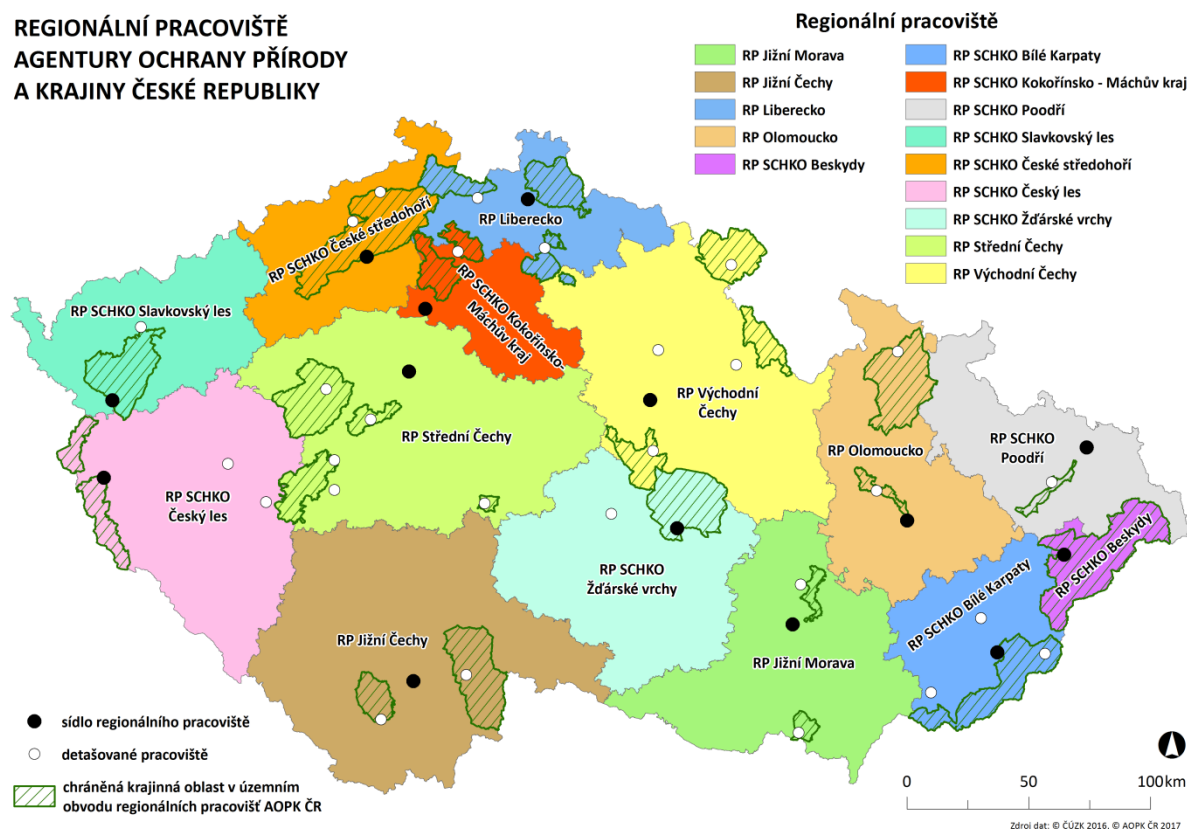 REGIONÁLNÍ PRACOVIŠTĚ
AGENTURY OCHRANY PŘÍRODY
A KRAJINY ČESKÉ REPUBLIKY
Regionální pracoviště
RP Jižní Morava
RP Jižní Čechy
RP Liberecko
RP Olomoucko
RP SCHKO Beskydy
RP SCHKO Bílé Karpaty
RP SCHKO Kokořínsko - Máchův kraj
RP SCHKO Poodří
RP SCHKO Slavkovský les
RP SCHKO České středohoří
RP SCHKO Český les
RP SCHKO Žďárské vrchy
RP Střední Čechy
RP Východní Čechy
RP SCHKO České středohoří
RP Liberecko
RP SCHKO Slavkovský les
RP SCHKO Kokořínsko-
Máchův kraj
RP Východní
Čechy
RP Střední Čechy
RP SCHKO
Poodří
RP Olomoucko
RP SCHKO
Český les
RP SCHKO Beskydy
RP SCHKO
Žďárské vrchy
RP SCHKO Bílé Karpaty
RP Jižní Čechy
RP Jižní Morava
sídlo regionálního pracoviště
detašované pracoviště
chráněná krajinná oblast v územním
obvodu regionálních pracovišť AOPK ČR
0 50 100km
Zdroj dat: © ČÚZK 2016, © AOPK ČR 2017